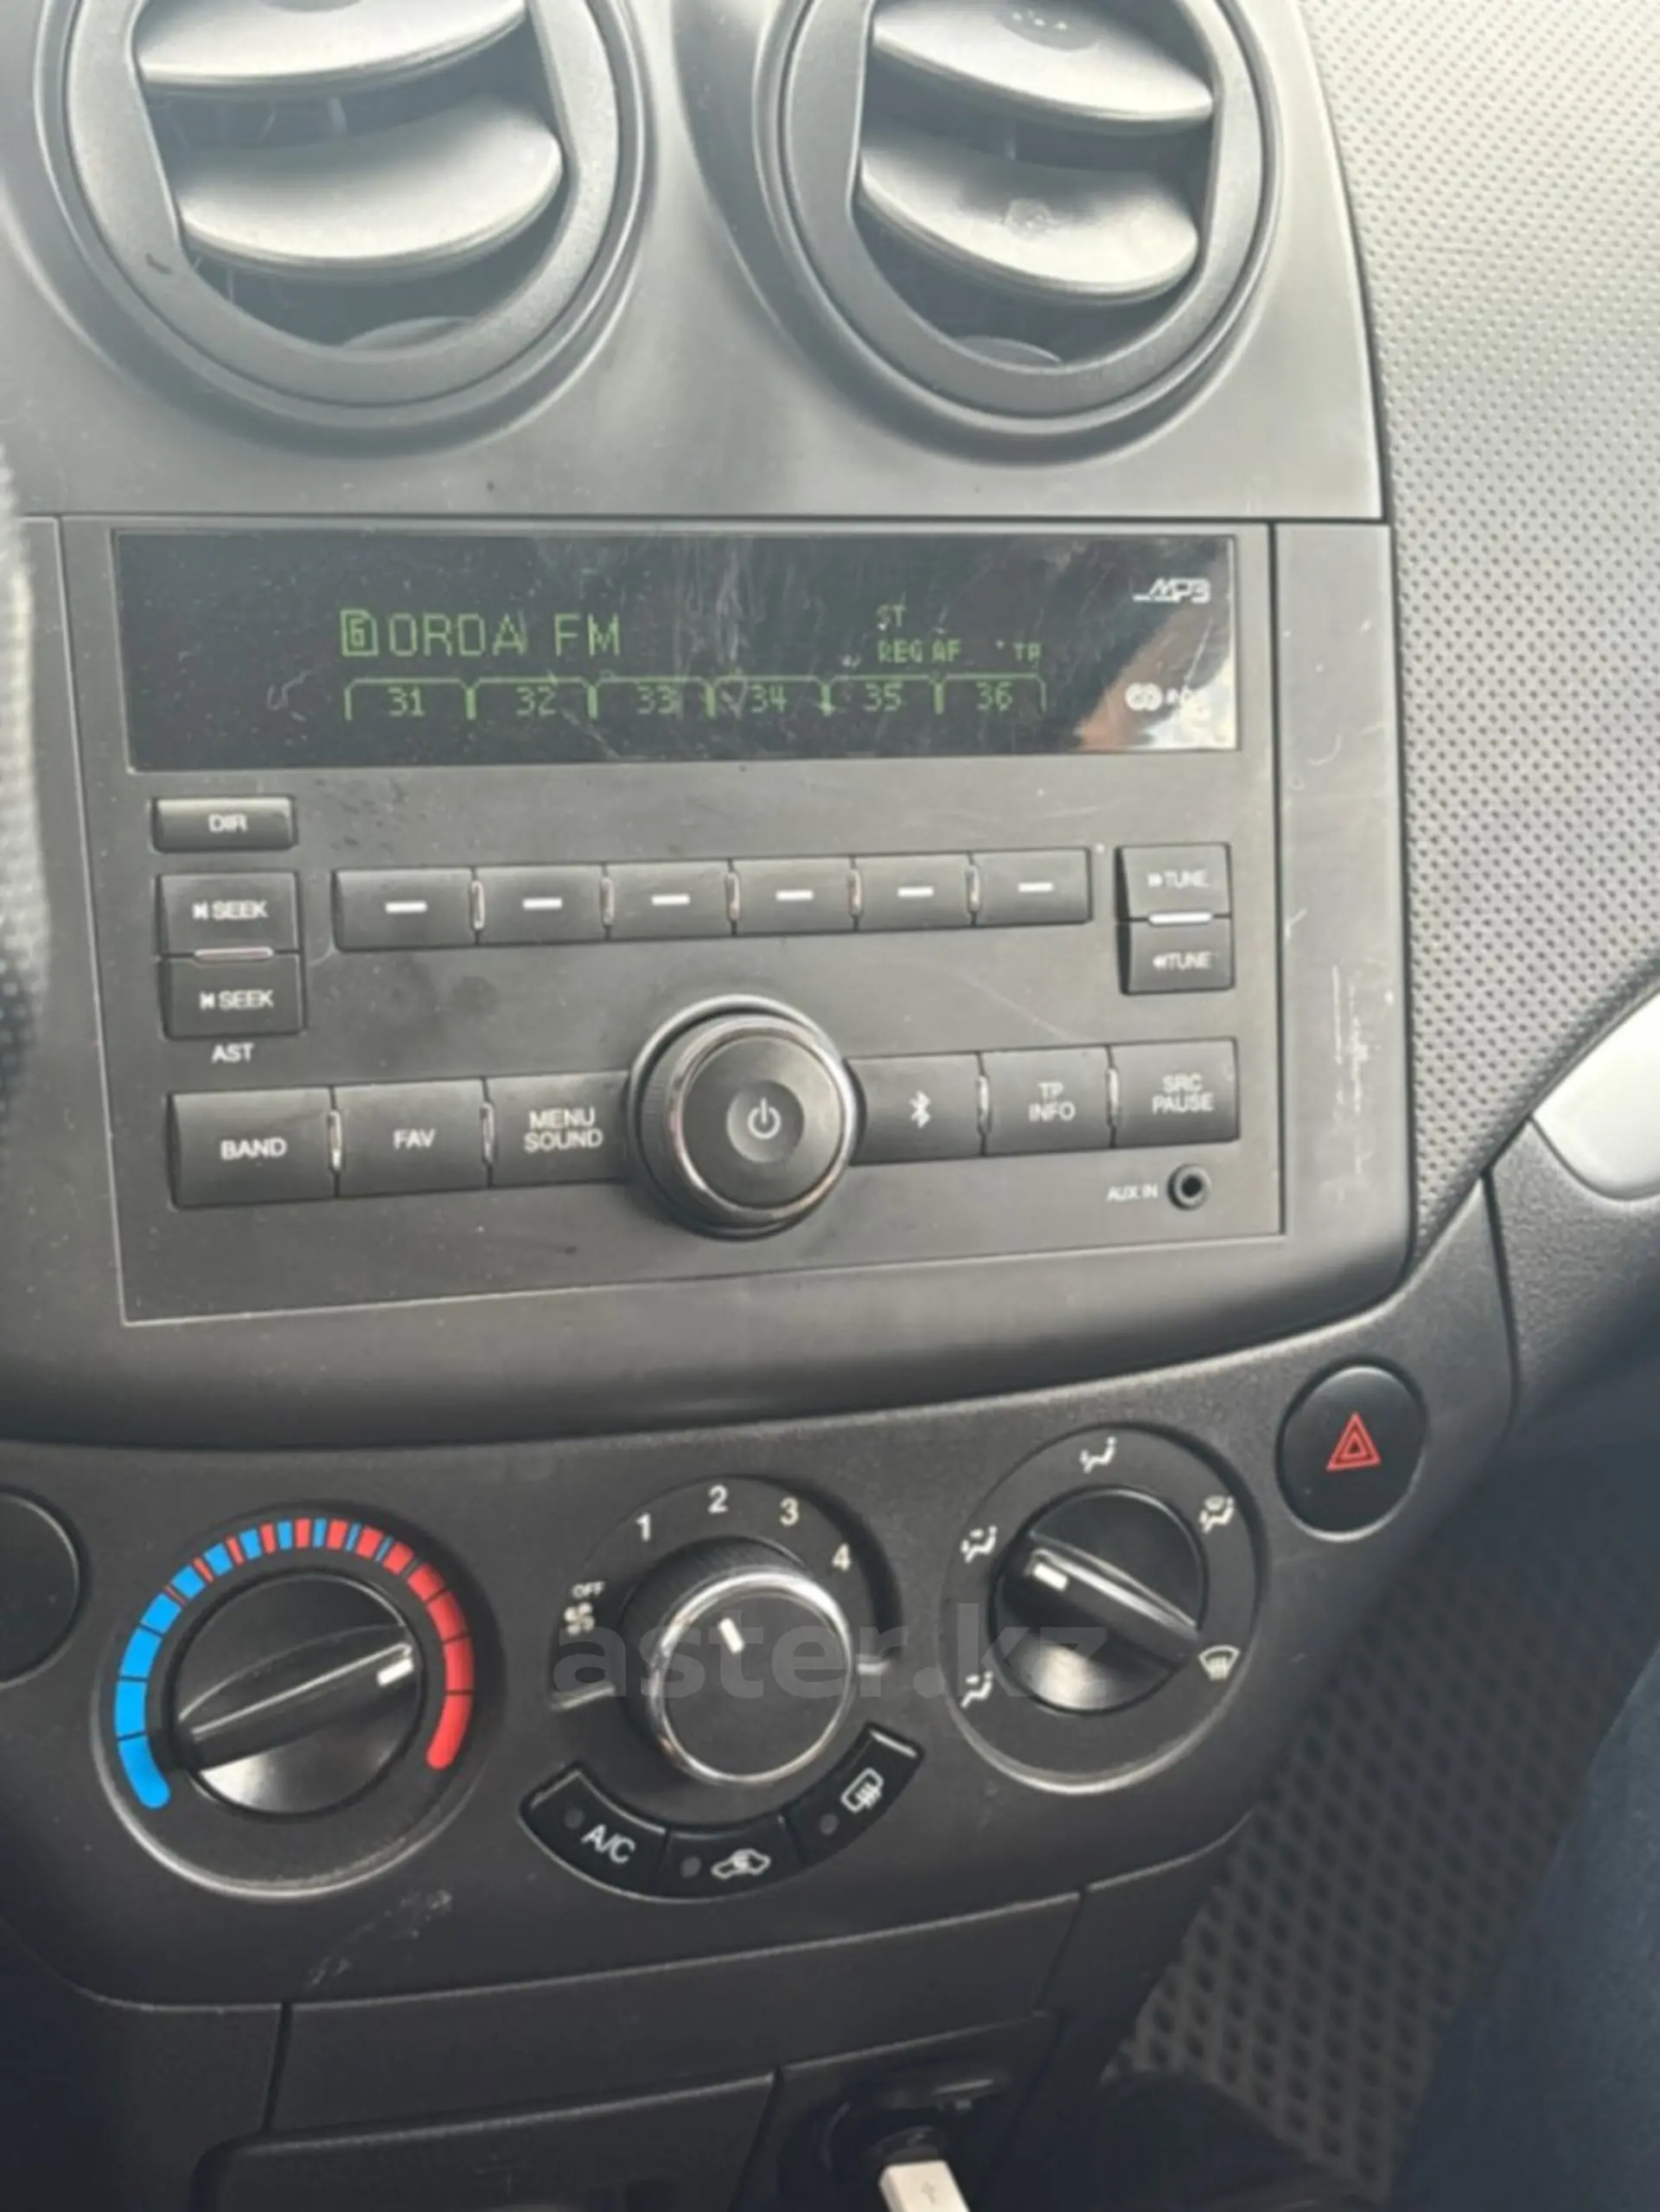 MP3
6 ORDA FM
ST
REG AF TP
31 32 33 34 35 36
DIR
SEEK
TUNE
SEEK
TUNE
AST
BAND
FAV
MENU
SOUND
TP
INFO
SRC
PAUSE
AUX IN
OFF 1 2 3 4
aster.kz
A/C